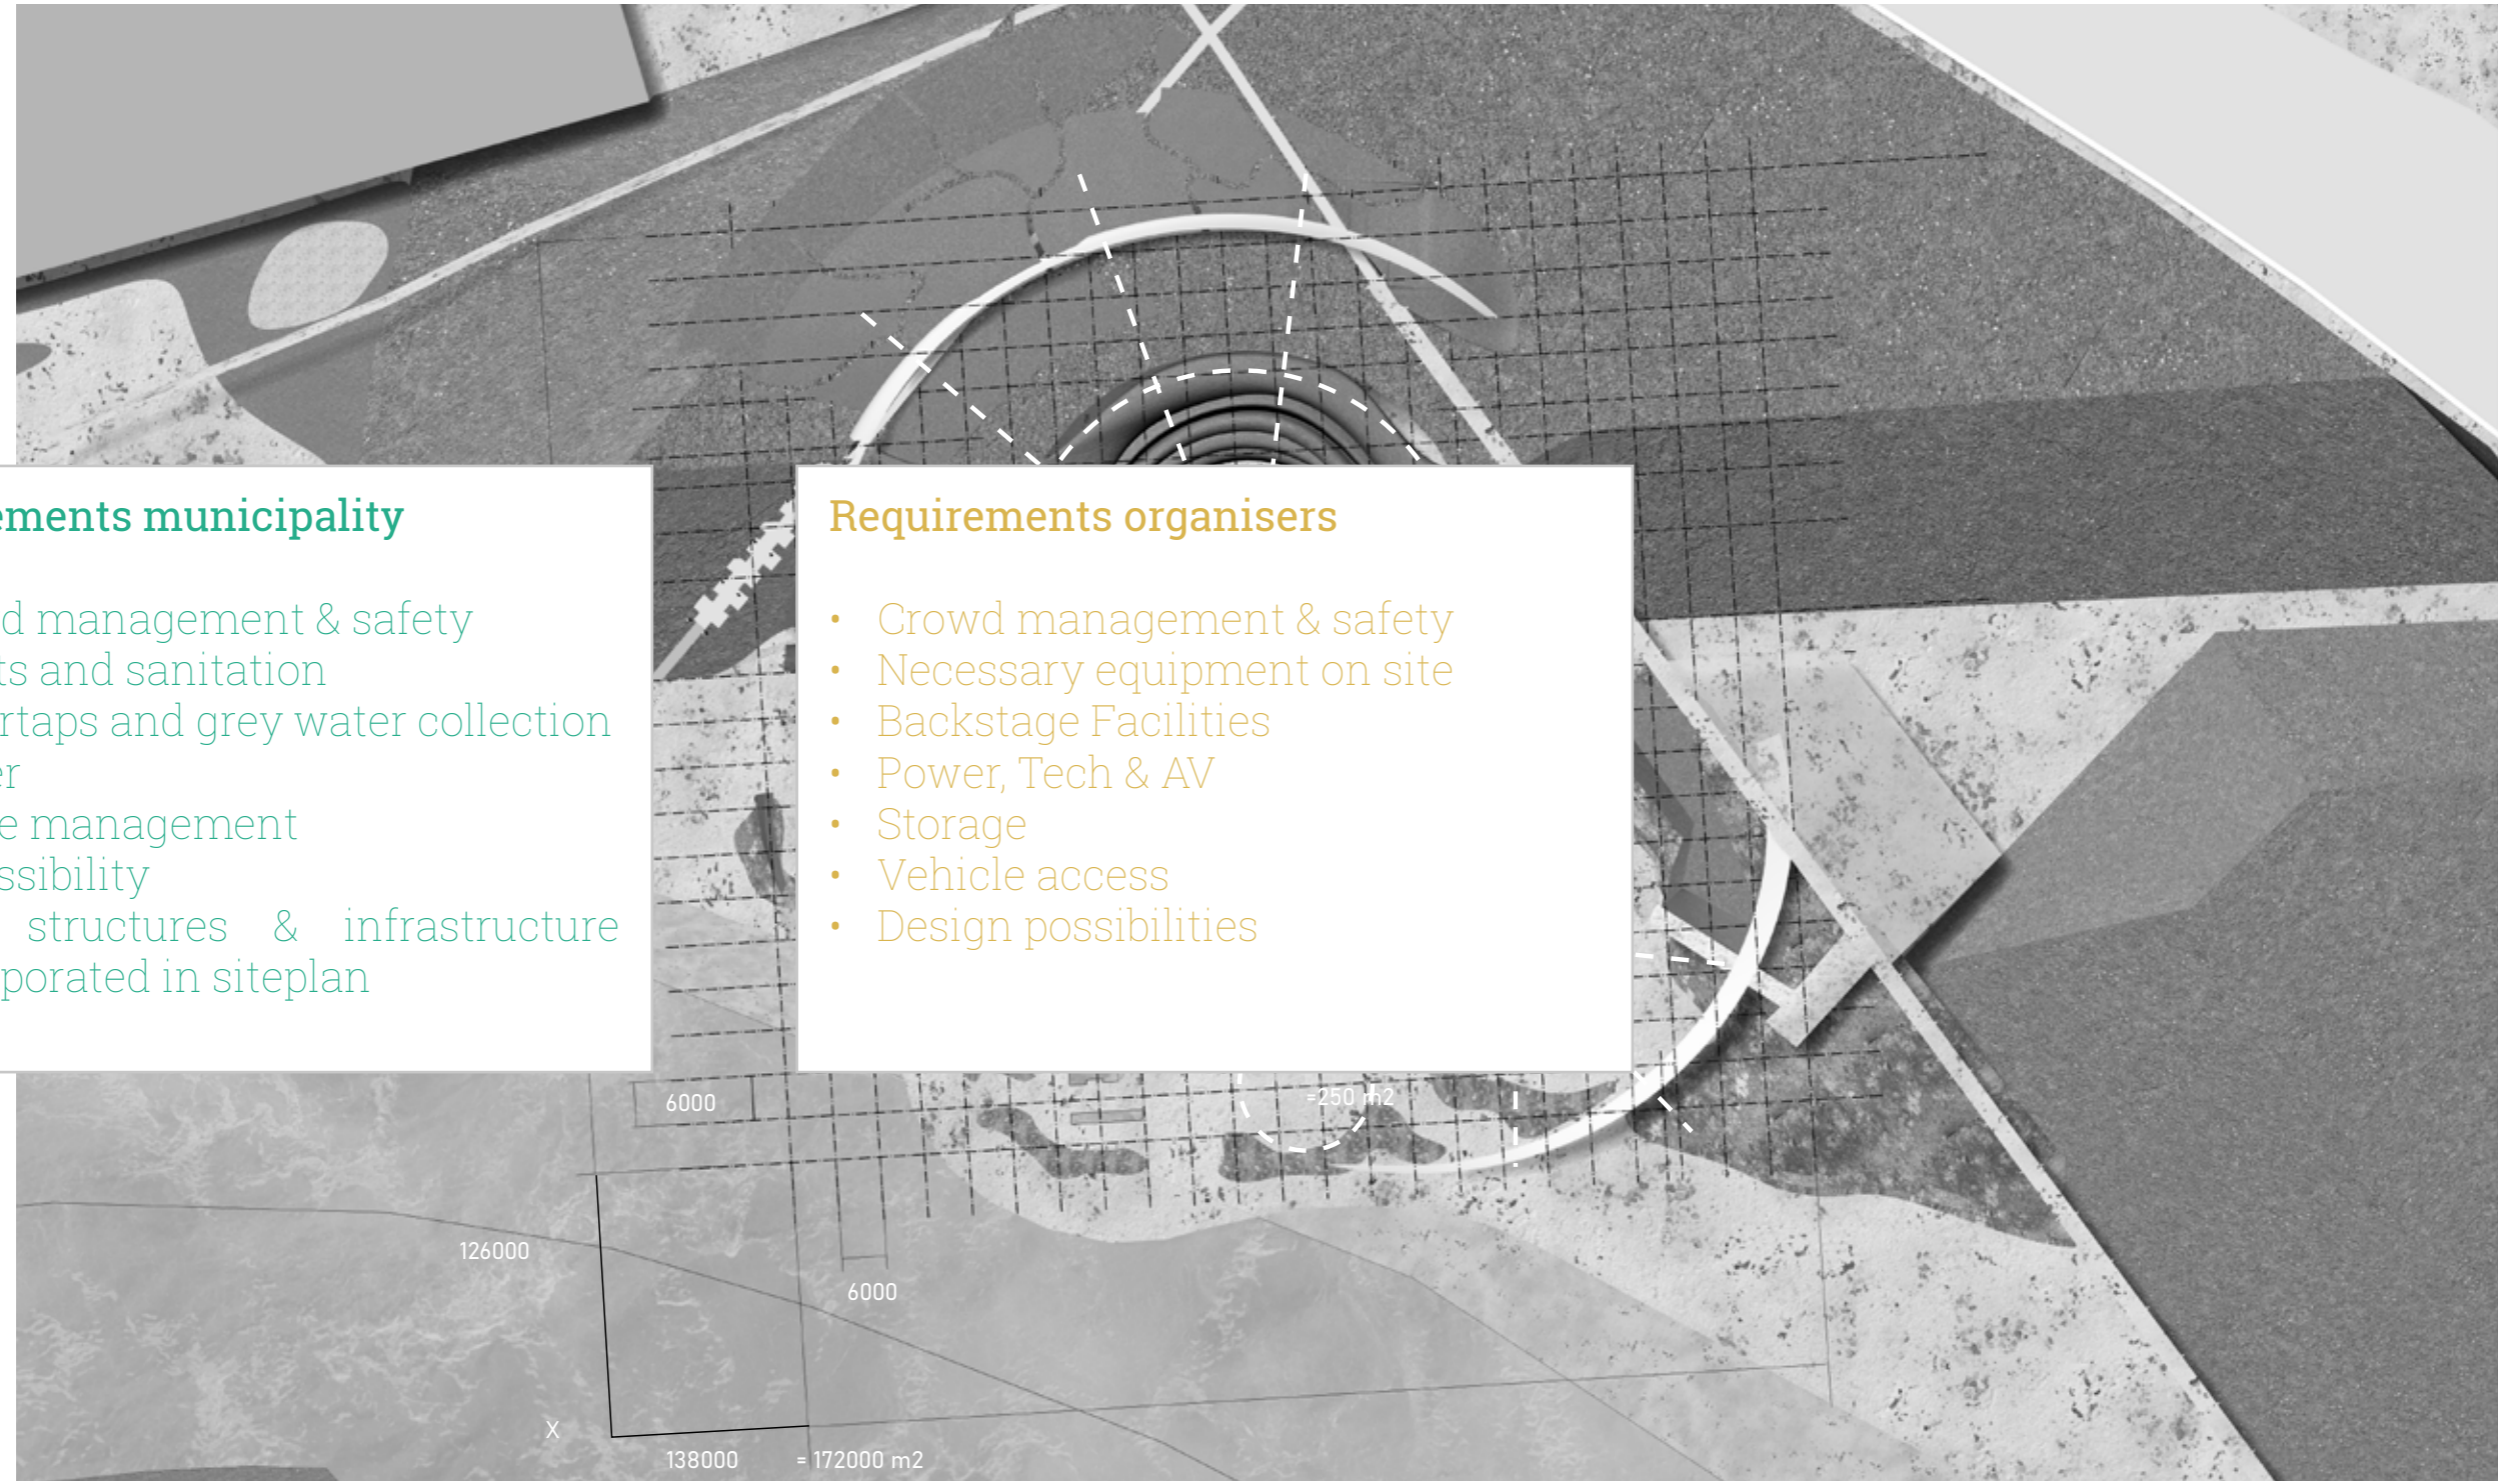 ements municipality
d management & safety
ts and sanitation
rtaps and grey water collection
er
e management
ssibility
structures & infrastructure
porated in siteplan
Requirements organisers
• Crowd management & safety
• Necessary equipment on site
• Backstage Facilities
• Power, Tech & AV
• Storage
• Vehicle access
• Design possibilities
6000
=250 m2
126000
6000
X
138000 = 172000 m2